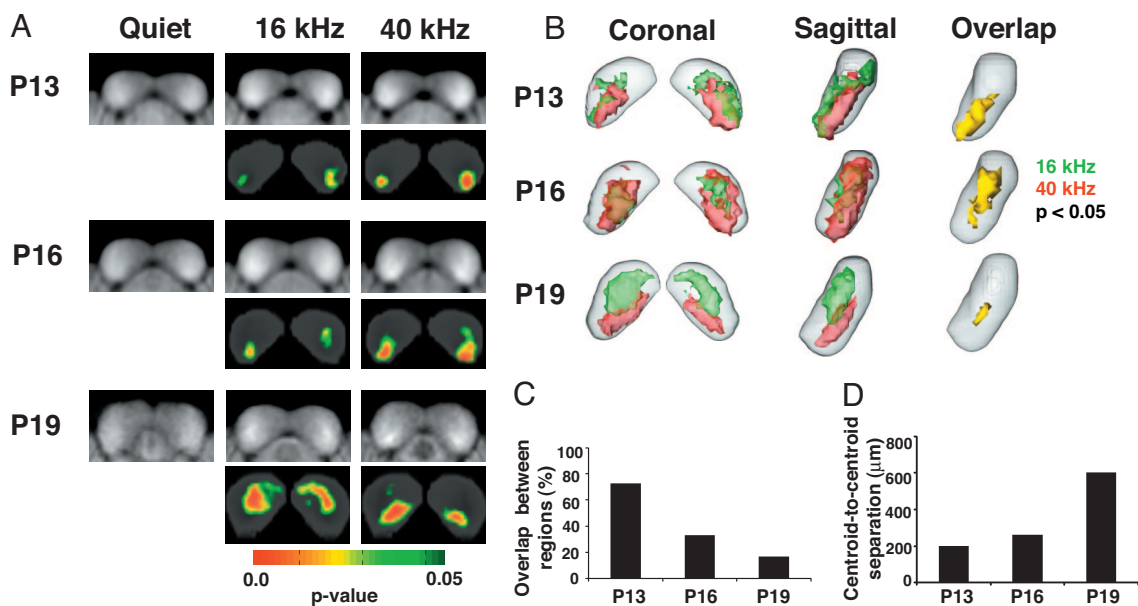 A
Quiet 16 kHz 40 kHz
P13
P16
P19
0.0 0.05
p-value
B
Coronal Sagittal Overlap
P13
P16
P19
16 kHz
40 kHz
p < 0.05
C
Overlap between
regions (%)
100
80
60
40
20
0
P13 P16 P19
D
Centroid-to-centroid
separation (μm)
800
600
400
200
0
P13 P16 P19